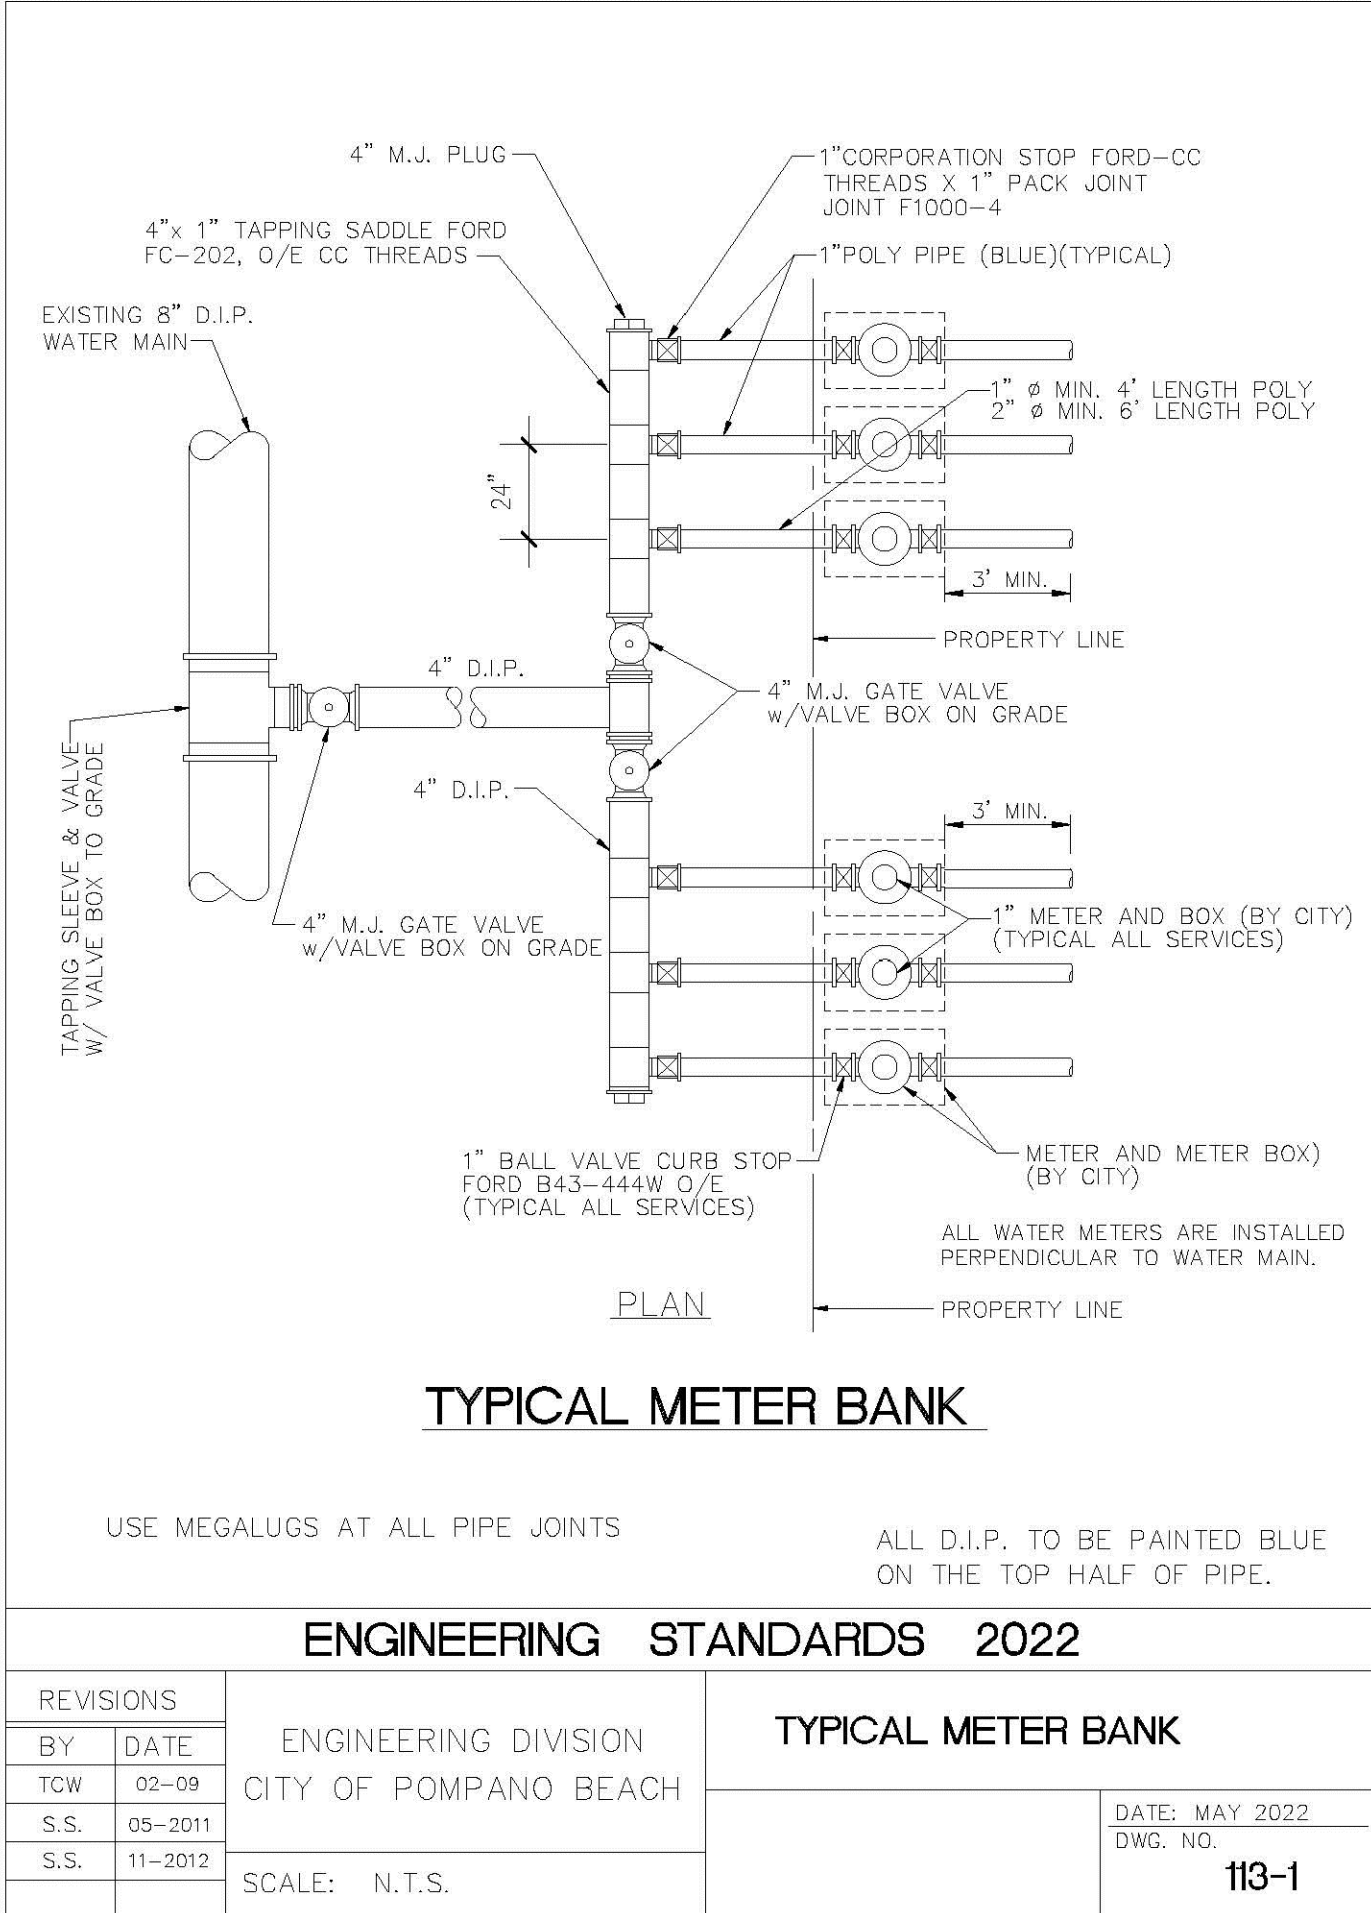 4" M.J. PLUG
1"CORPORATION STOP FORD-CC
THREADS X 1" PACK JOINT
JOINT F1000-4
4"x 1" TAPPING SADDLE FORD
FC-202, O/E CC THREADS
1"POLY PIPE (BLUE)(TYPICAL)
EXISTING 8" D.I.P.
WATER MAIN
1" ø MIN. 4' LENGTH POLY
2" ø MIN. 6' LENGTH POLY
24"
3' MIN.
PROPERTY LINE
4" D.I.P.
4" M.J. GATE VALVE
w/VALVE BOX ON GRADE
TAPPING SLEEVE & VALVE
W/ VALVE BOX TO GRADE
4" D.I.P.
3' MIN.
4" M.J. GATE VALVE
w/VALVE BOX ON GRADE
1" METER AND BOX (BY CITY)
(TYPICAL ALL SERVICES)
1" BALL VALVE CURB STOP
FORD B43-444W O/E
(TYPICAL ALL SERVICES)
METER AND METER BOX)
(BY CITY)
ALL WATER METERS ARE INSTALLED
PERPENDICULAR TO WATER MAIN.
PLAN
PROPERTY LINE
TYPICAL METER BANK
USE MEGALUGS AT ALL PIPE JOINTS
ALL D.I.P. TO BE PAINTED BLUE
ON THE TOP HALF OF PIPE.
ENGINEERING STANDARDS 2022
REVISIONS
BY DATE
TCW 02-09
S.S. 05-2011
S.S. 11-2012
ENGINEERING DIVISION
CITY OF POMPANO BEACH
SCALE: N.T.S.
TYPICAL METER BANK
DATE: MAY 2022
DWG. NO.
113-1